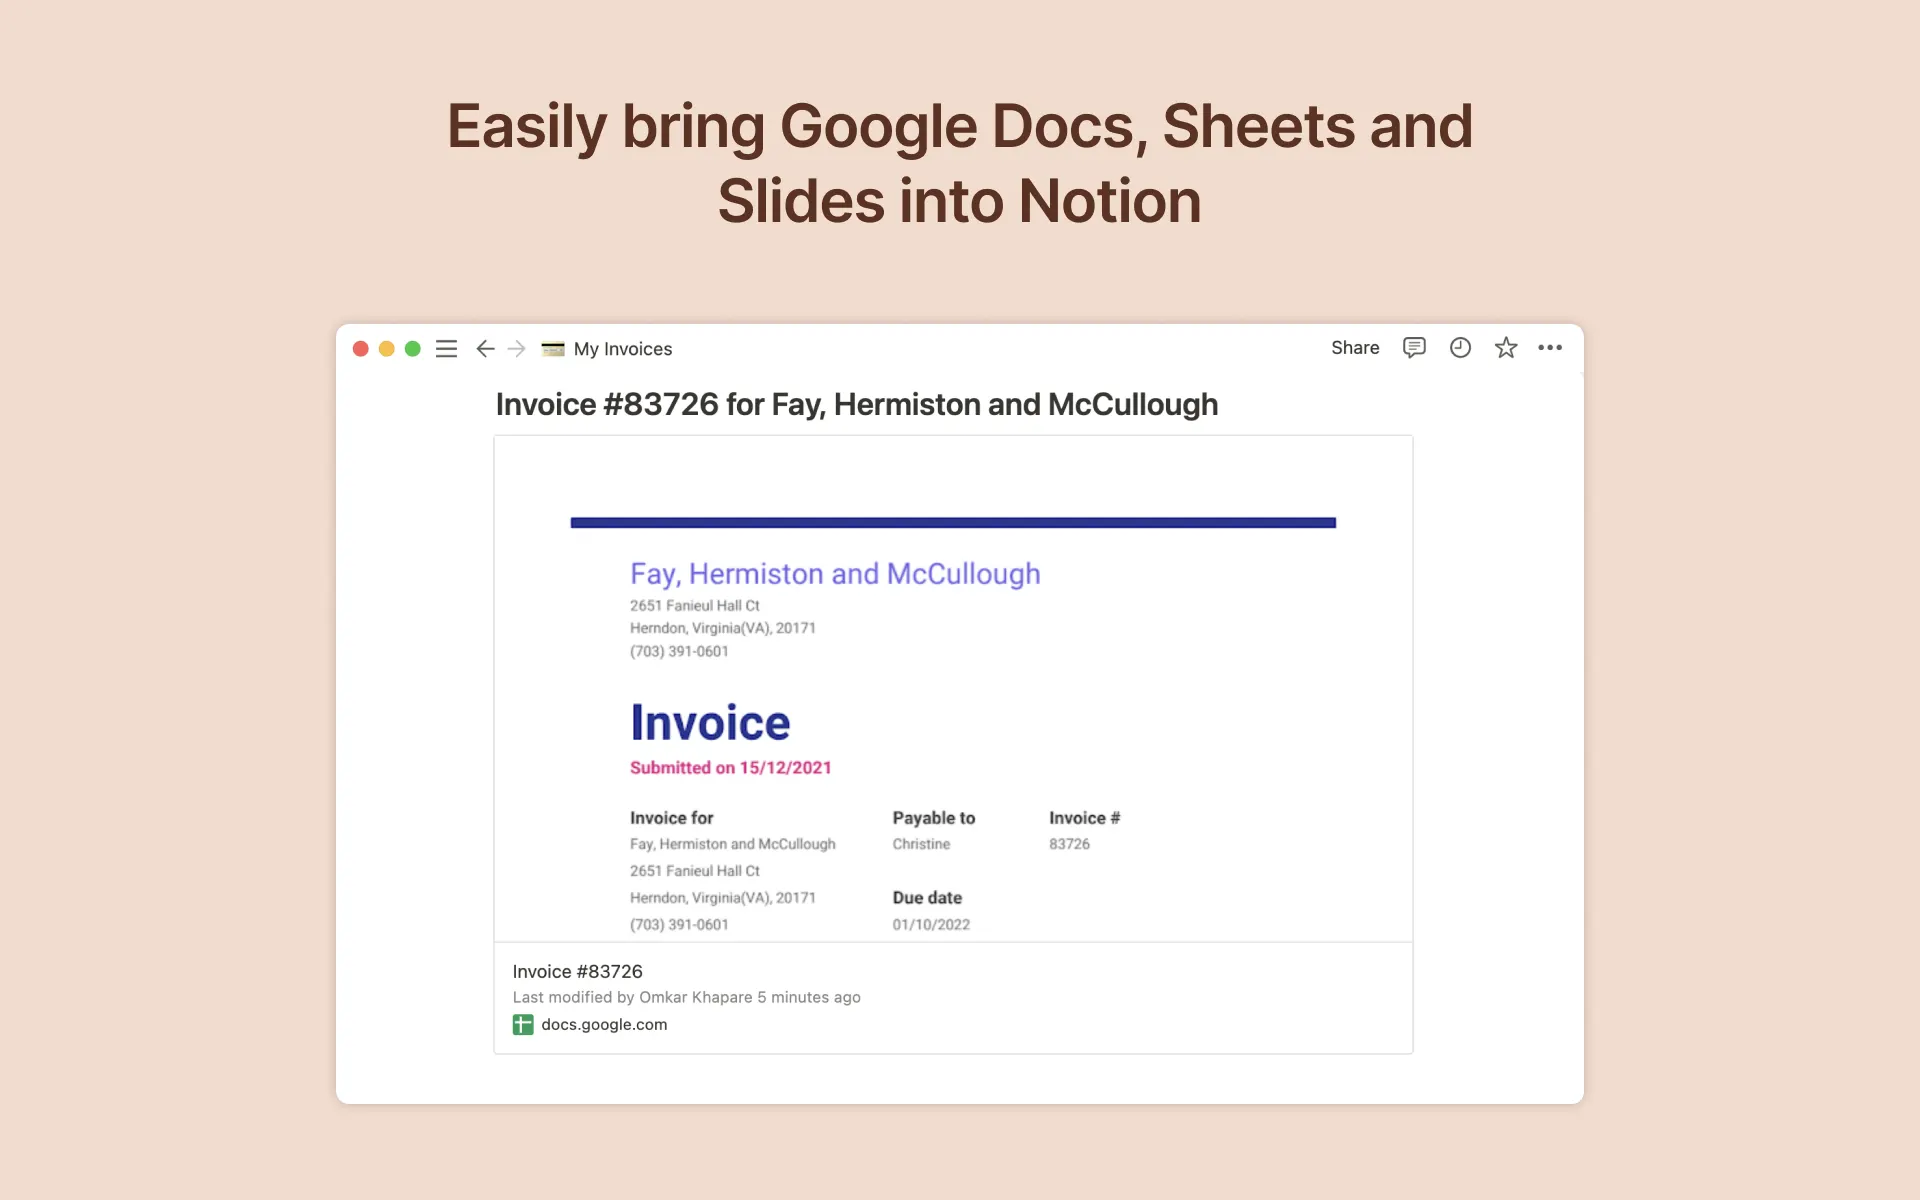 Easily bring Google Docs, Sheets and
Slides into Notion
My Invoices
Share
Invoice #83726 for Fay, Hermiston and McCullough
Fay, Hermiston and McCullough
2651 Fanieul Hall Ct
Herndon, Virginia(VA), 20171
(703) 391-0601
Invoice
Submitted on 15/12/2021
Invoice for
Payable to
Invoice #
Fay, Hermiston and McCullough
Christine
83726
2651 Fanieul Hall Ct
Herndon, Virginia(VA), 20171
Due date
(703) 391-0601
01/10/2022
Invoice #83726
Last modified by Omkar Khapare 5 minutes ago
docs.google.com